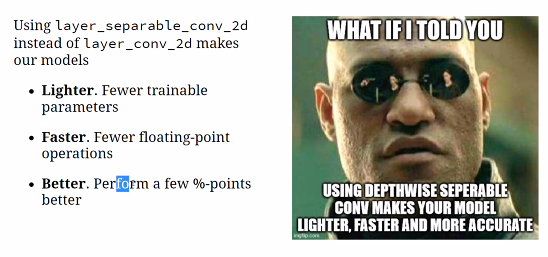 Using layer_separable_conv_2d
instead of layer_conv_2d makes
our models
• Lighter. Fewer trainable
parameters
• Faster. Fewer floating-point
operations
• Better. Perform a few %-points
better
WHAT IF I TOLD YOU
USING DEPTHWISE SEPERABLE
CONV MAKES YOUR MODEL
LIGHTER, FASTER AND MORE ACCURATE
imgflip.com